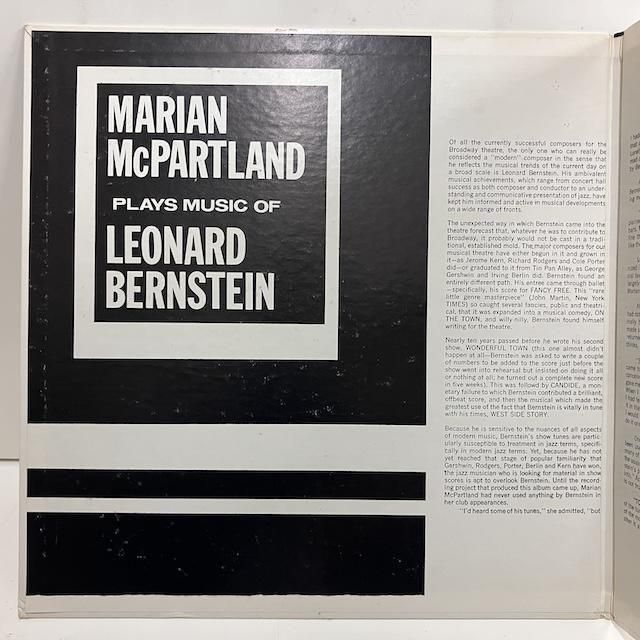 MARIAN
McPARTLAND
PLAYS MUSIC OF
LEONARD
BERNSTEIN
Of all the currently successful composers for the
Broadway theatre, the only one who can really be
considered a "modern" composer in the sense that
he reflects the musical trends of the current day on
a broad scale is Leonard Bernstein. His ambivalent
musical achievements, which range from concert hall
success as both composer and conductor to an under-
standing and communicative presentation of jazz, have
kept him informed and active in musical developments
on a wide range of fronts.
The unexpected way in which Bernstein came into the
theatre forecast that, whatever he was to contribute to
Broadway, it probably would not be cast in a tradi-
tional, established mold. The major composers for our
musical theatre have either begun in it and grown in
it—as Jerome Kern, Richard Rodgers and Cole Porter
did—or graduated to it from Tin Pan Alley, as George
Gershwin and Irving Berlin did. Bernstein found an
entirely different path. His entree came through ballet
—specifically, his score for FANCY FREE. This "rare
little genre masterpiece" (John Martin, New York
TIMES) so caught several fascies, public and theatri-
cal, that it was expanded into a musical comedy, ON
THE TOWN, and willy-nilly, Bernstein found himself
writing for the theatre.
Nearly ten years passed before he wrote his second
show, WONDERFUL TOWN (this one almost didn't
happen at all—Bernstein was asked to write a couple
of numbers to be added to the score just before the
show went into rehearsal but insisted on doing it all
or nothing at all; he turned out a complete new score
in five weeks). This was followed by CANDIDE, a mon-
etary failure to which Bernstein contributed a brilliant,
offbeat score, and then the musical which made the
greatest use of the fact that Bernstein is vitally in tune
with his times, WEST SIDE STORY.
Because he is sensitive to the nuances of all aspects
of modern music, Bernstein's show tunes are partic-
ularly susceptible to treatment in jazz terms, specifi-
cally in modern jazz terms. Yet, because he has not
yet reached that stage of popular familiarity that
Gershwin, Rodgers, Porter, Berlin and Kern have won,
the jazz musician who is looking for material in show
scores is apt to overlook Bernstein. Until the record-
ing project that produced this album came up, Marian
McPartland had never used anything by Bernstein in
her club appearances.
"I'd heard some of his tunes," she admitted, "but